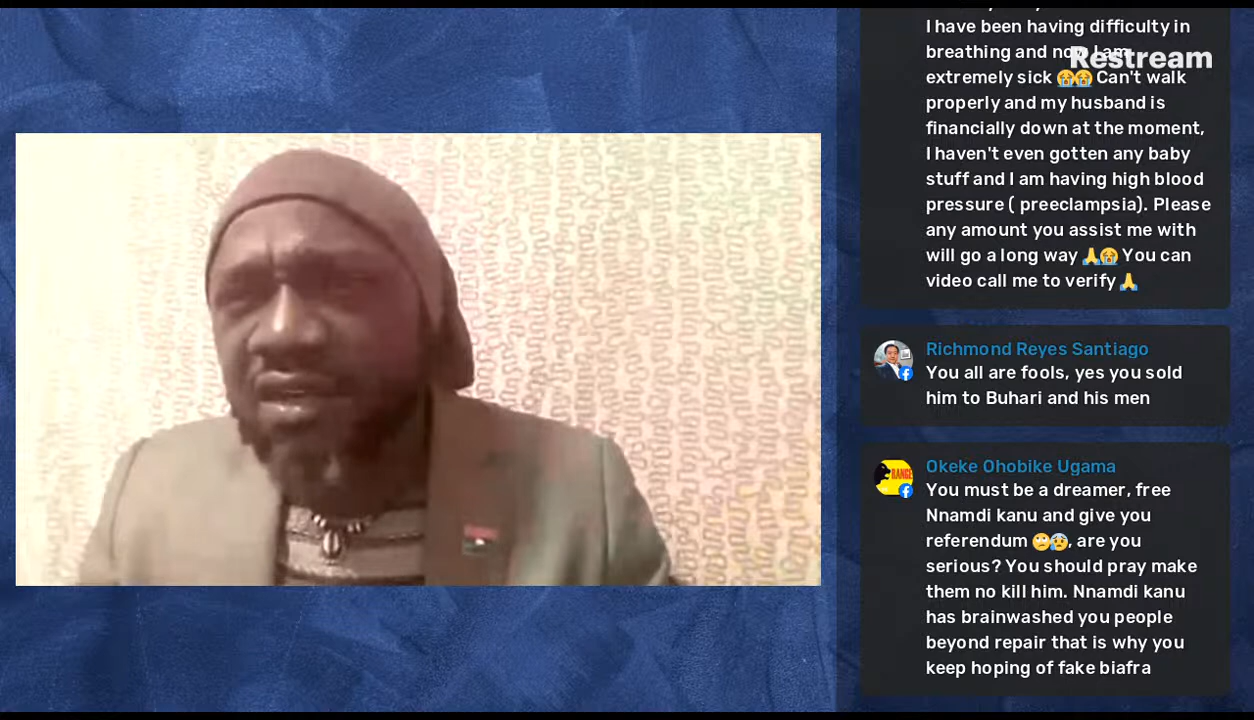 I have been having difficulty in
breathing and now I am
Restream
extremely sick 😭😭 Can't walk
properly and my husband is
financially down at the moment,
I haven't even gotten any baby
stuff and I am having high blood
pressure ( preeclampsia). Please
any amount you assist me with
will go a long way 🙏😭 You can
video call me to verify 🙏
Richmond Reyes Santiago
You all are fools, yes you sold
him to Buhari and his men
Okeke Ohobike Ugama
You must be a dreamer, free
Nnamdi kanu and give you
referendum 🙄😰, are you
serious? You should pray make
them no kill him. Nnamdi kanu
has brainwashed you people
beyond repair that is why you
keep hoping of fake biafra